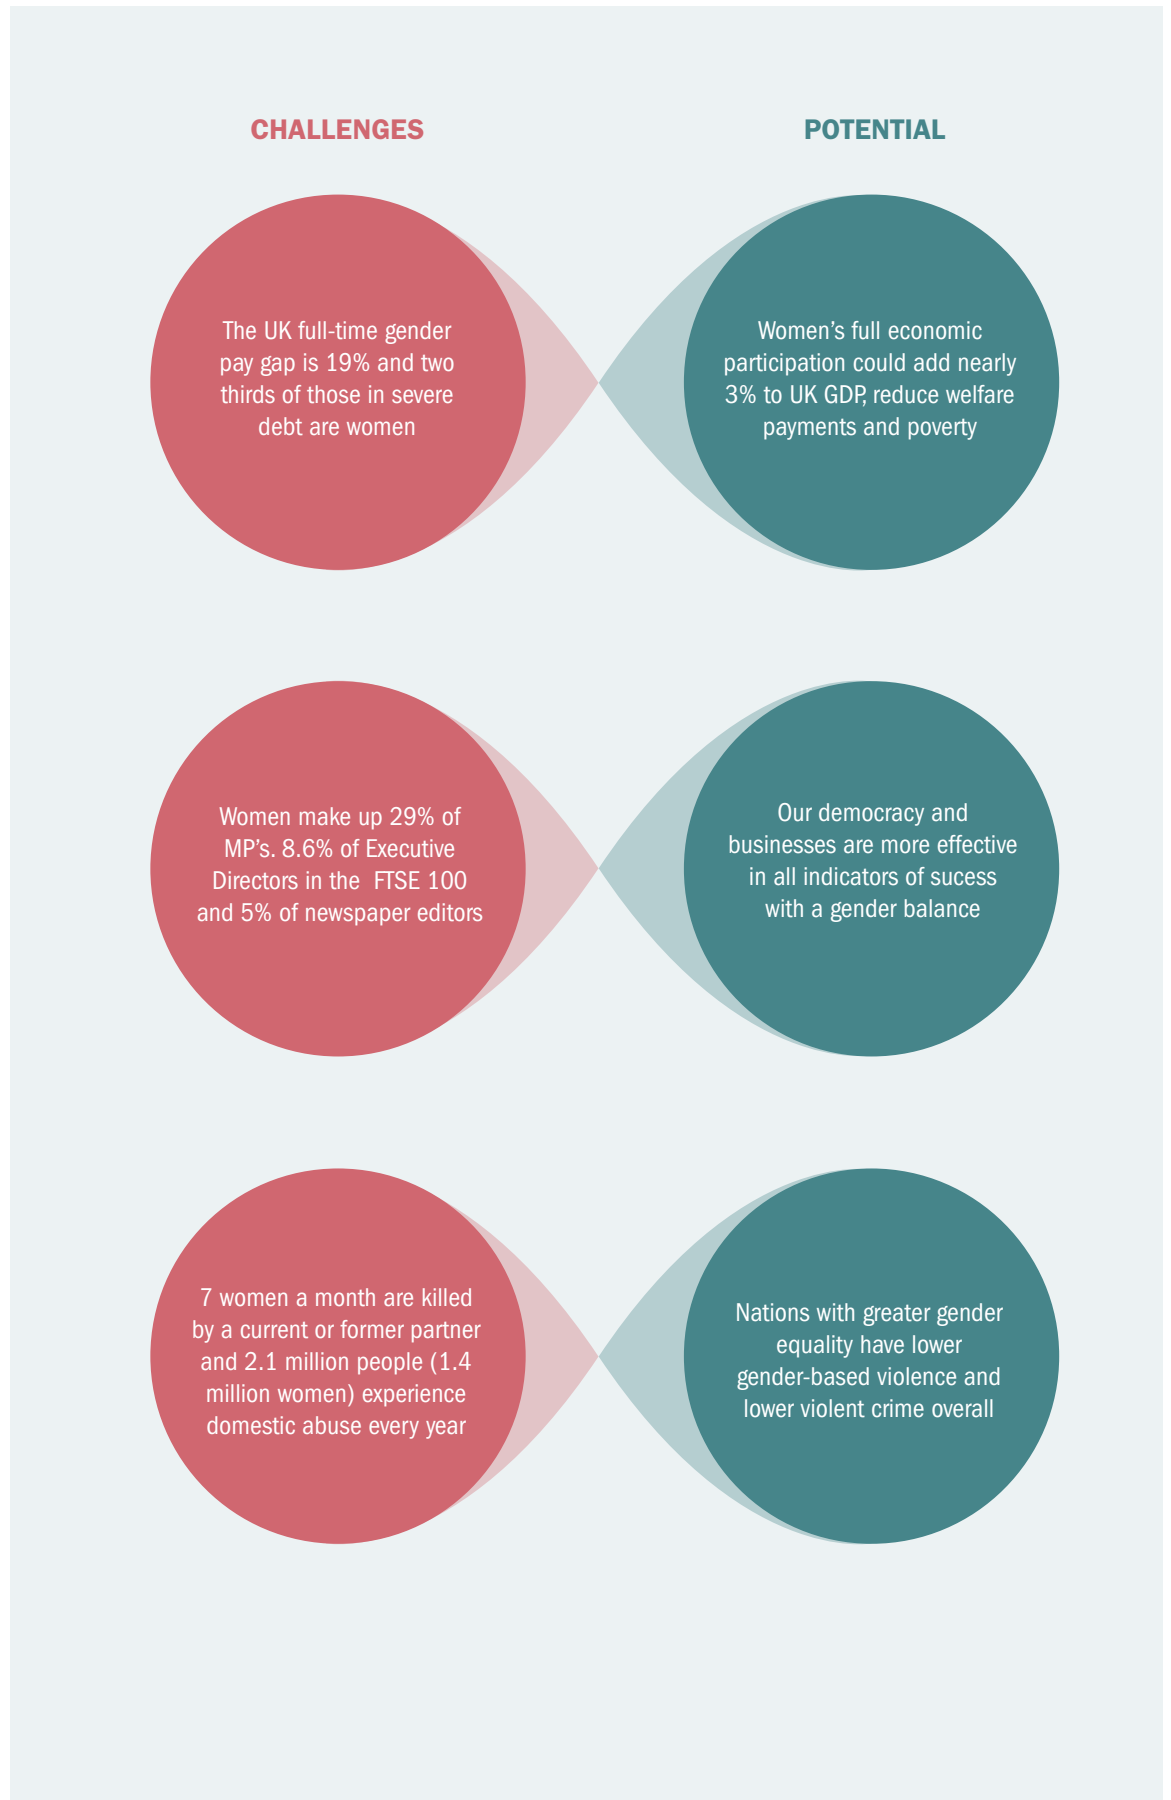 CHALLENGES
POTENTIAL
The UK full-time gender
pay gap is 19% and two
thirds of those in severe
debt are women
Women’s full economic
participation could add nearly
3% to UK GDP, reduce welfare
payments and poverty
Women make up 29% of
MP’s. 8.6% of Executive
Directors in the  FTSE 100
and 5% of newspaper editors
Our democracy and
businesses are more effective
in all indicators of sucess
with a gender balance
7 women a month are killed
by a current or former partner
and 2.1 million people (1.4
million women) experience
domestic abuse every year
Nations with greater gender
equality have lower
gender-based violence and
lower violent crime overall